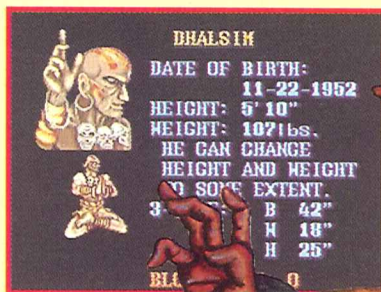 DHALSIM
DATE OF BIRTH:
11-22-1952
HEIGHT: 5'10"
WEIGHT: 107lbs.
HE CAN CHANGE
HEIGHT AND WEIGHT
TO SOME EXTENT.
B 42"
W 18"
H 25"